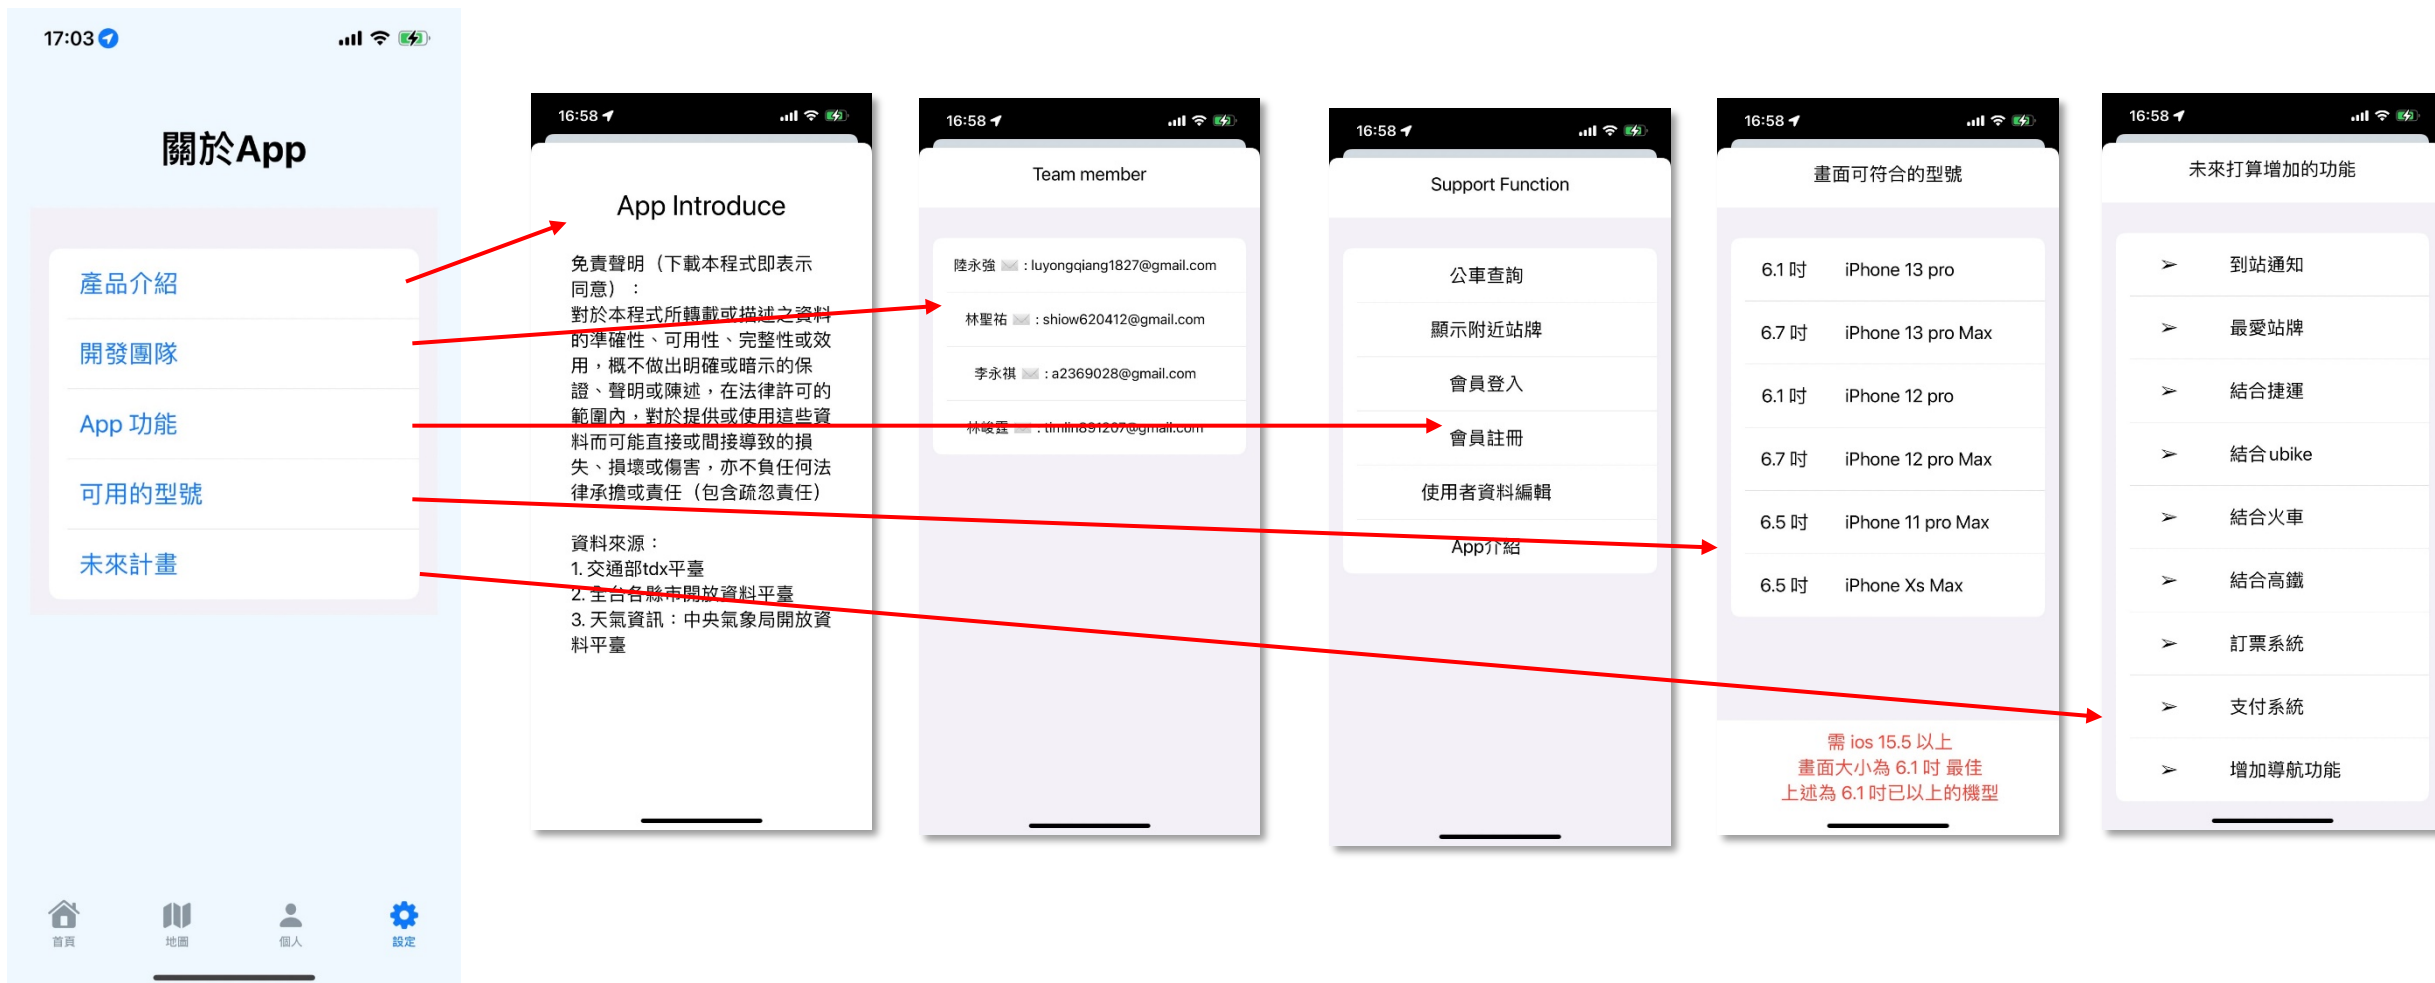 17:03
關於App
產品介紹
開發團隊
App 功能
可用的型號
未來計畫
首頁
地圖
個人
設定
16:58
App Introduce
免責聲明（下載本程式即表示
同意）：
對於本程式所轉載或描述之資料
的準確性、可用性、完整性或效
用，概不做出明確或暗示的保
證、聲明或陳述，在法律許可的
範圍內，對於提供或使用這些資
料而可能直接或間接導致的損
失、損壞或傷害，亦不負任何法
律承擔或責任（包含疏忽責任）
資料來源：
1. 交通部tdx平臺
2. 全台各縣市開放資料平臺
3. 天氣資訊：中央氣象局開放資
料平臺
16:58
Team member
陸永強 ✉️ : luyongqiang1827@gmail.com
林聖祐 ✉️ : shiow620412@gmail.com
李永祺 ✉️ : a2369028@gmail.com
林峻霆 ✉️ : timlin891207@gmail.com
16:58
Support Function
公車查詢
顯示附近站牌
會員登入
會員註冊
使用者資料編輯
App介紹
16:58
畫面可符合的型號
6.1 吋 iPhone 13 pro
6.7 吋 iPhone 13 pro Max
6.1 吋 iPhone 12 pro
6.7 吋 iPhone 12 pro Max
6.5 吋 iPhone 11 pro Max
6.5 吋 iPhone Xs Max
需 ios 15.5 以上
畫面大小為 6.1 吋 最佳
上述為 6.1 吋已以上的機型
16:58
未來打算增加的功能
➢ 到站通知
➢ 最愛站牌
➢ 結合捷運
➢ 結合 ubike
➢ 結合火車
➢ 結合高鐵
➢ 訂票系統
➢ 支付系統
➢ 增加導航功能